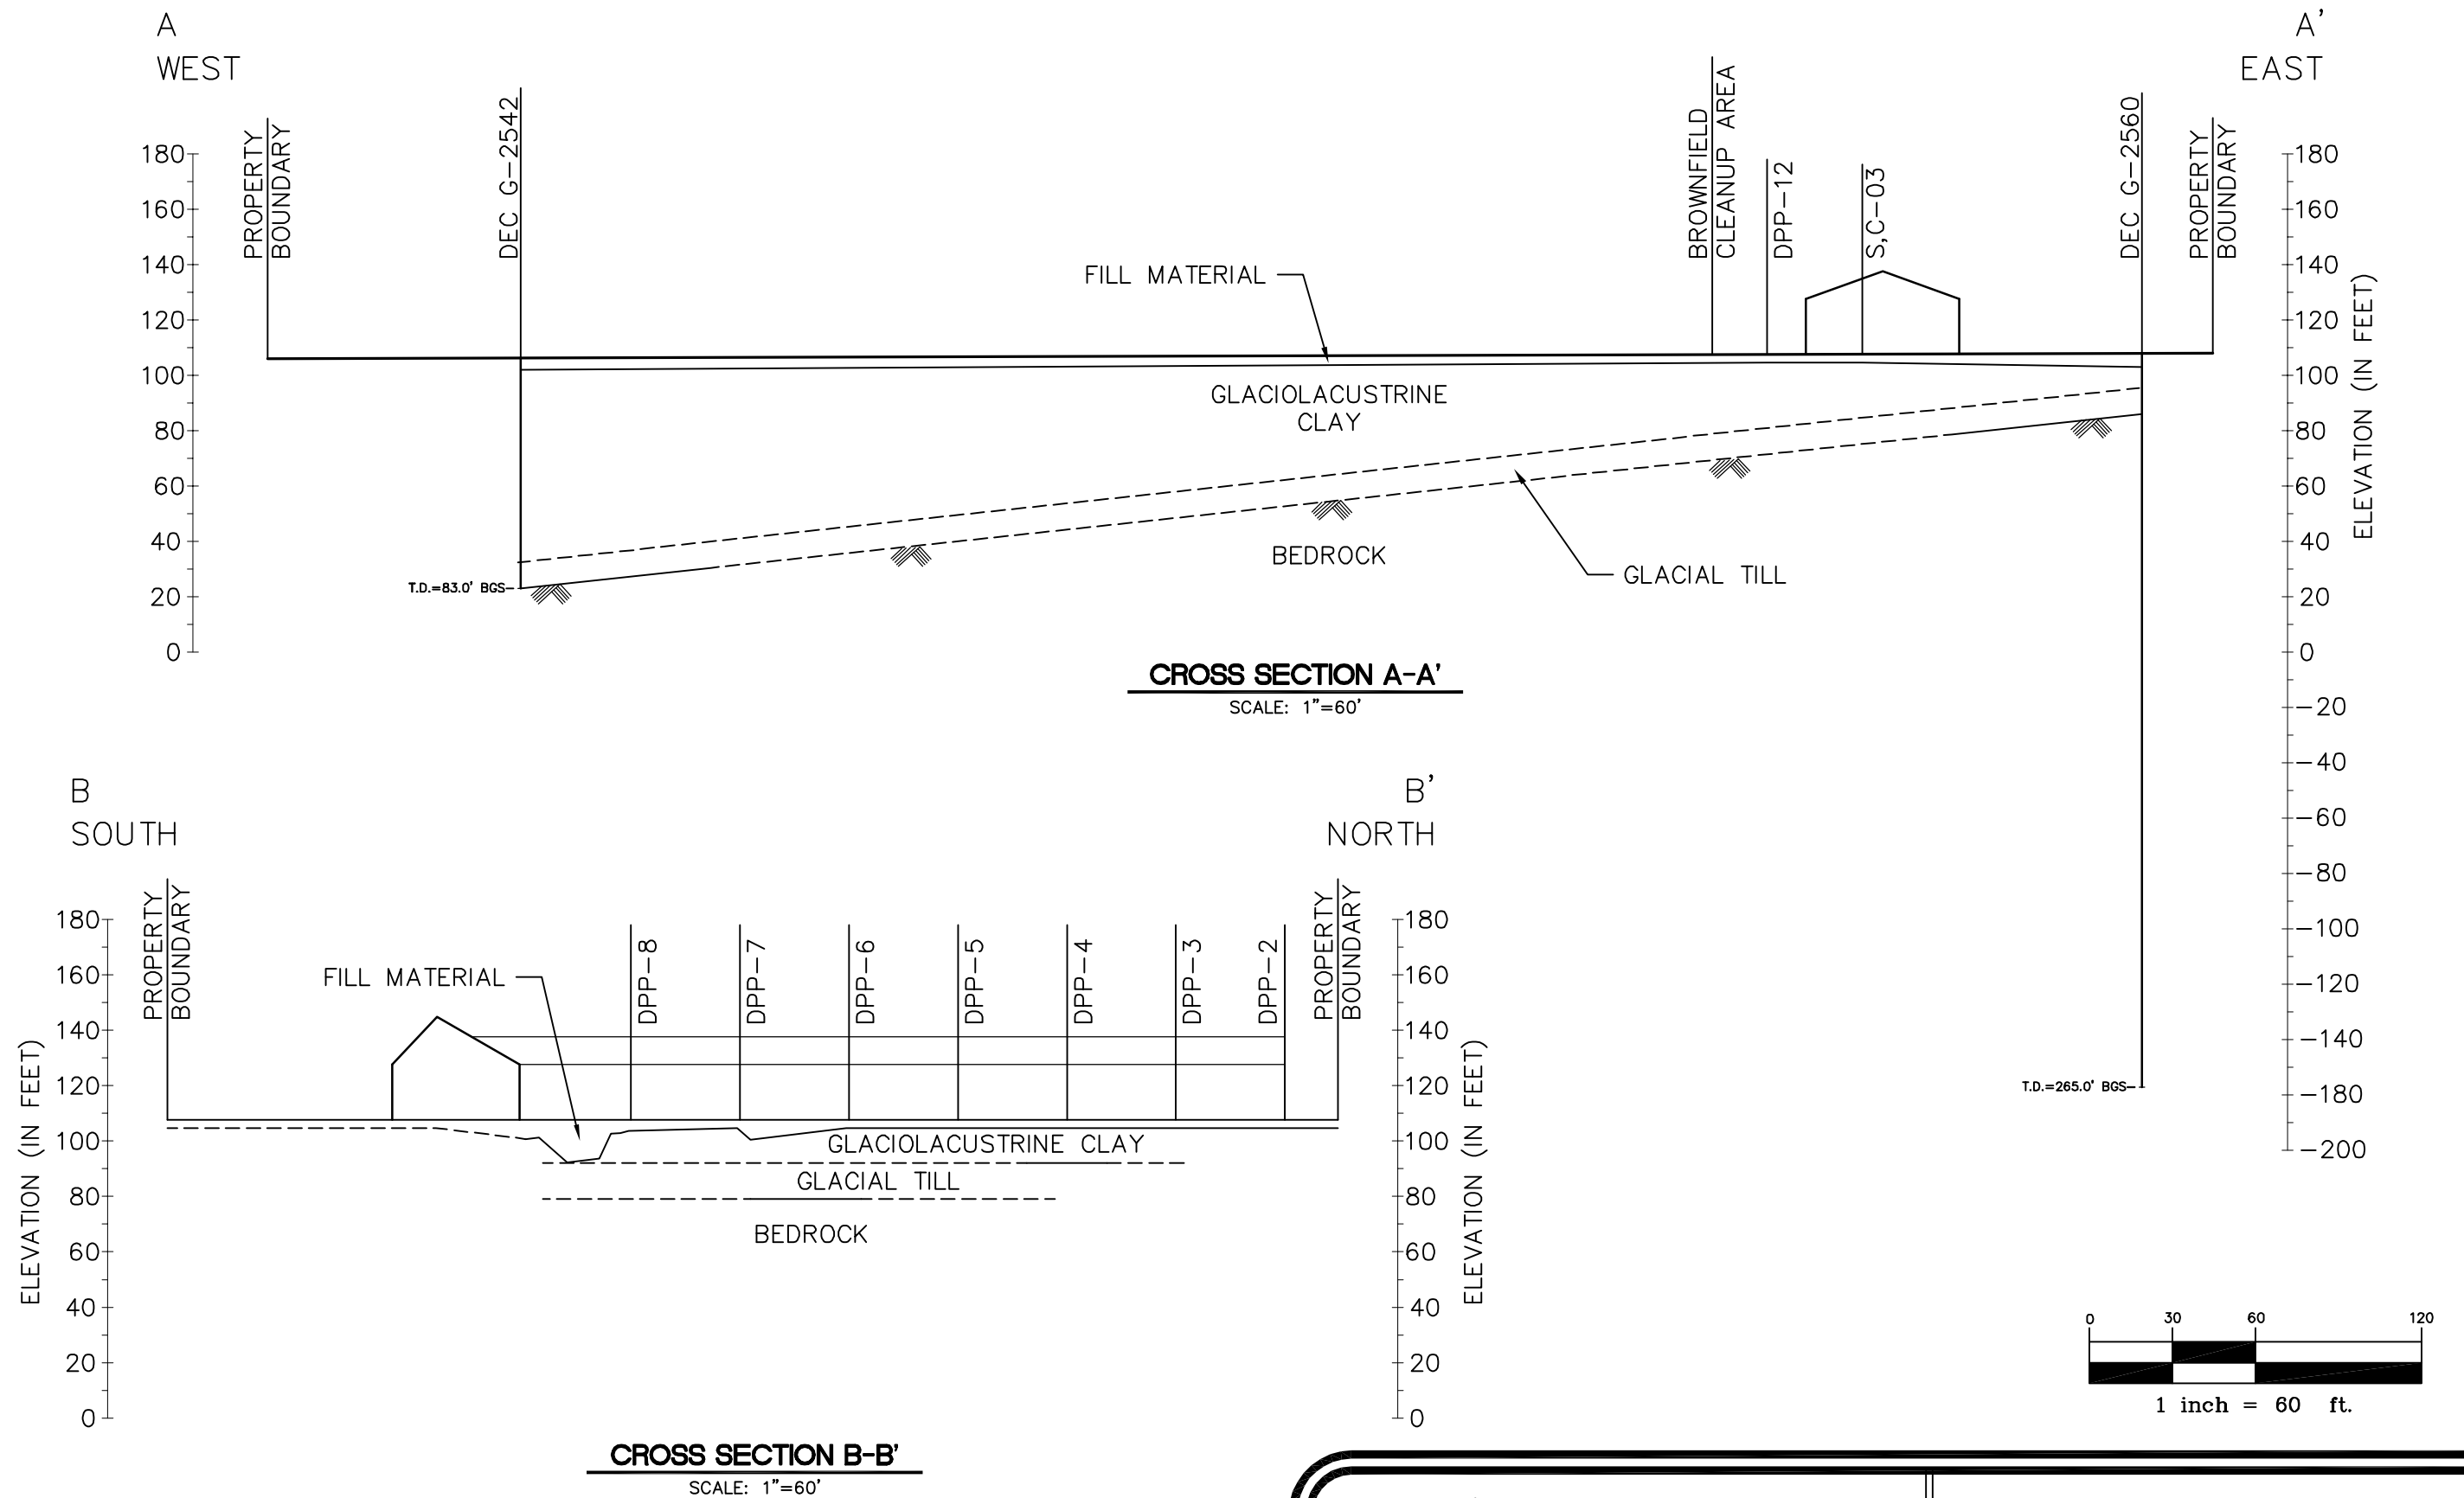 A
WEST
A'
EAST
PROPERTY
BOUNDARY
DEC G-2542
BROWNFIELD
CLEANUP AREA
DPP-12
S,C-03
DEC G-2560
PROPERTY
BOUNDARY
180
160
140
120
100
80
60
40
20
0
FILL MATERIAL
GLACIOLACUSTRINE
CLAY
BEDROCK
GLACIAL TILL
T.D.=83.0' BGS
T.D.=265.0' BGS
180
160
140
120
100
80
60
40
20
0
-20
-40
-60
-80
-100
-120
-140
-160
-180
-200
ELEVATION (IN FEET)
CROSS SECTION A-A'
SCALE: 1"=60'
B
SOUTH
B'
NORTH
PROPERTY
BOUNDARY
FILL MATERIAL
DPP-8
DPP-7
DPP-6
DPP-5
DPP-4
DPP-3
DPP-2
PROPERTY
BOUNDARY
ELEVATION (IN FEET)
180
160
140
120
100
80
60
40
20
0
GLACIOLACUSTRINE CLAY
GLACIAL TILL
BEDROCK
180
160
140
120
100
80
60
40
20
0
ELEVATION (IN FEET)
CROSS SECTION B-B'
SCALE: 1"=60'
0 30 60 120
1 inch = 60 ft.